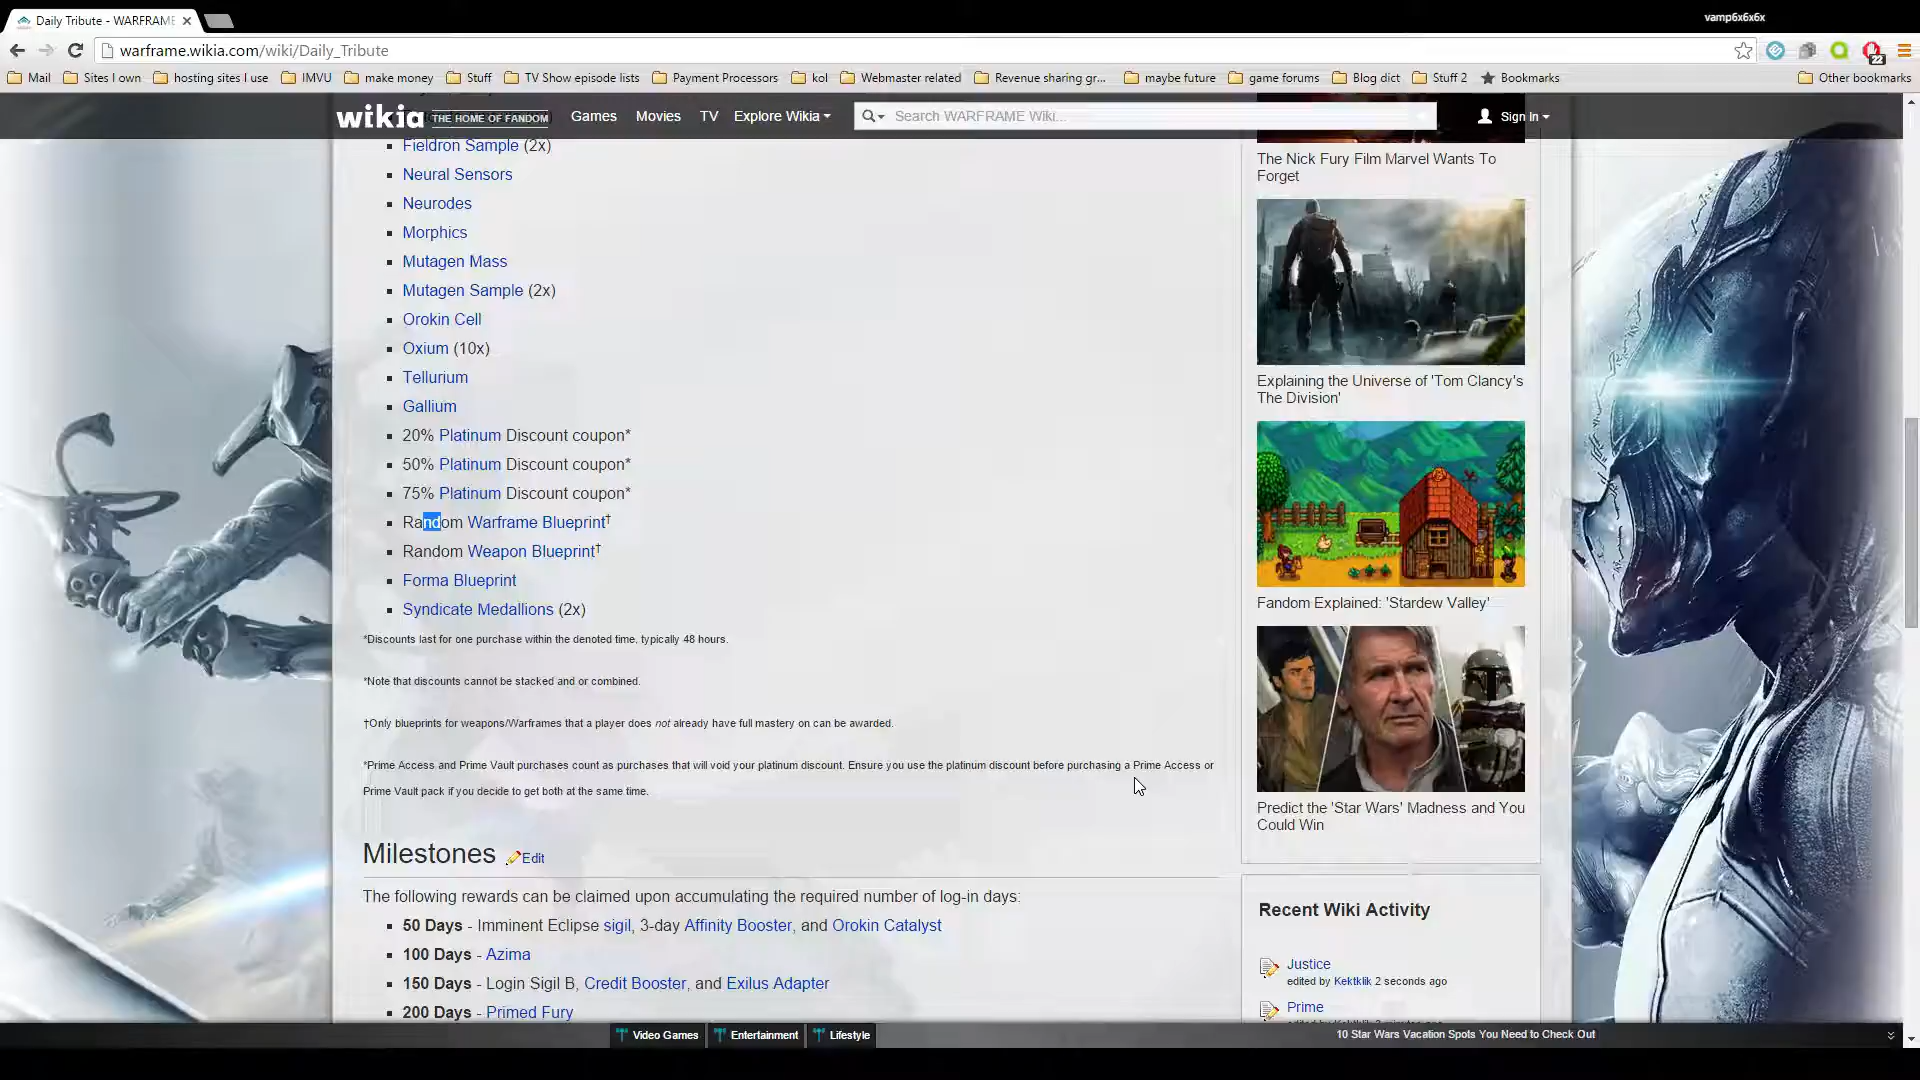 Daily Tribute - WARFRAME
vamp6x6x6x
warframe.wikia.com/wiki/Daily_Tribute
22
Mail
Sites I own
hosting sites I use
IMVU
make money
Stuff
TV Show episode lists
Payment Processors
kol
Webmaster related
Revenue sharing gr...
maybe future
game forums
Blog dict
Stuff 2
Bookmarks
Other bookmarks
wikia THE HOME OF FANDOM
Games
Movies
TV
Explore Wikia
Search WARFRAME Wiki...
Sign In
Fieldron Sample (2x)
Neural Sensors
Neurodes
Morphics
Mutagen Mass
Mutagen Sample (2x)
Orokin Cell
Oxium (10x)
Tellurium
Gallium
20% Platinum Discount coupon*
50% Platinum Discount coupon*
75% Platinum Discount coupon*
Random Warframe Blueprint†
Random Weapon Blueprint†
Forma Blueprint
Syndicate Medallions (2x)
*Discounts last for one purchase within the denoted time, typically 48 hours.
*Note that discounts cannot be stacked and or combined.
†Only blueprints for weapons/Warframes that a player does not already have full mastery on can be awarded.
*Prime Access and Prime Vault purchases count as purchases that will void your platinum discount. Ensure you use the platinum discount before purchasing a Prime Access or
Prime Vault pack if you decide to get both at the same time.
Milestones Edit
The following rewards can be claimed upon accumulating the required number of log-in days:
50 Days - Imminent Eclipse sigil, 3-day Affinity Booster, and Orokin Catalyst
100 Days - Azima
150 Days - Login Sigil B, Credit Booster, and Exilus Adapter
200 Days - Primed Fury
The Nick Fury Film Marvel Wants To
Forget
Explaining the Universe of 'Tom Clancy's
The Division'
Fandom Explained: 'Stardew Valley'
Predict the 'Star Wars' Madness and You
Could Win
Recent Wiki Activity
Justice
edited by Kektklik 2 seconds ago
Prime
Video Games
Entertainment
Lifestyle
10 Star Wars Vacation Spots You Need to Check Out